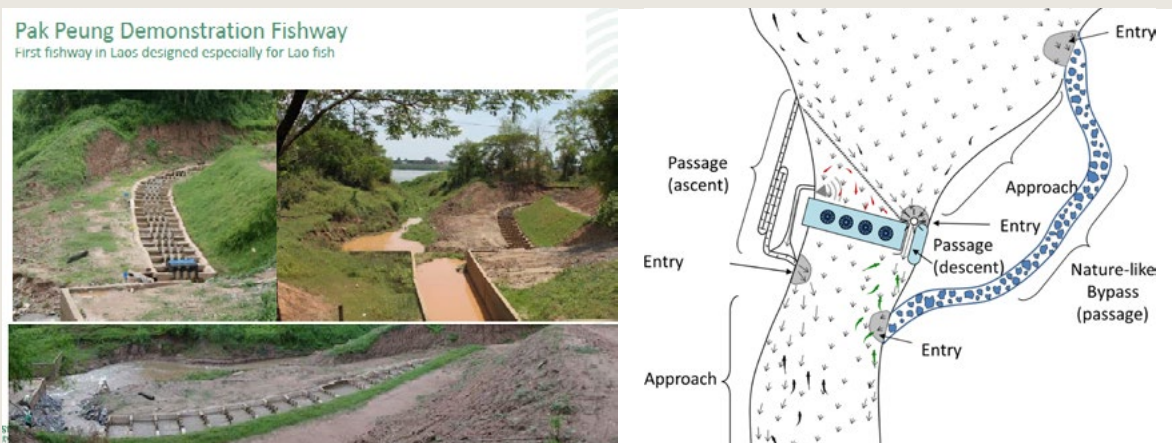 Pak Peung Demonstration Fishway
First fishway in Laos designed especially for Lao fish
Entry
Passage
(ascent)
Approach
Entry
Entry
Passage
(descent)
Nature-like
Bypass
(passage)
Entry
Approach